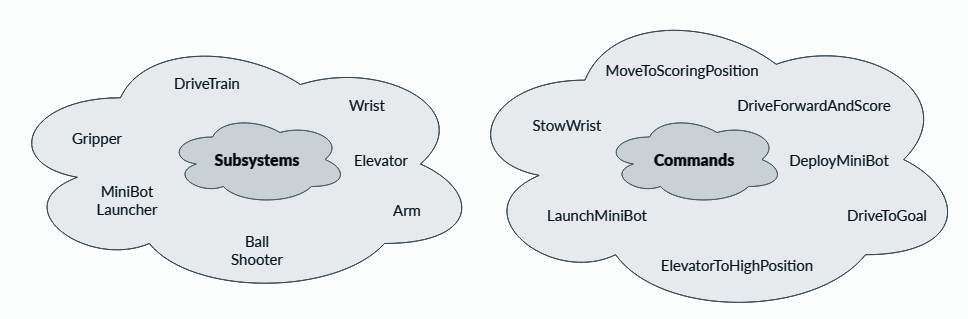 DriveTrain
Wrist
Gripper
Subsystems
Elevator
MiniBot
Launcher
Arm
Ball
Shooter
MoveToScoringPosition
DriveForwardAndScore
StowWrist
Commands
DeployMiniBot
LaunchMiniBot
DriveToGoal
ElevatorToHighPosition